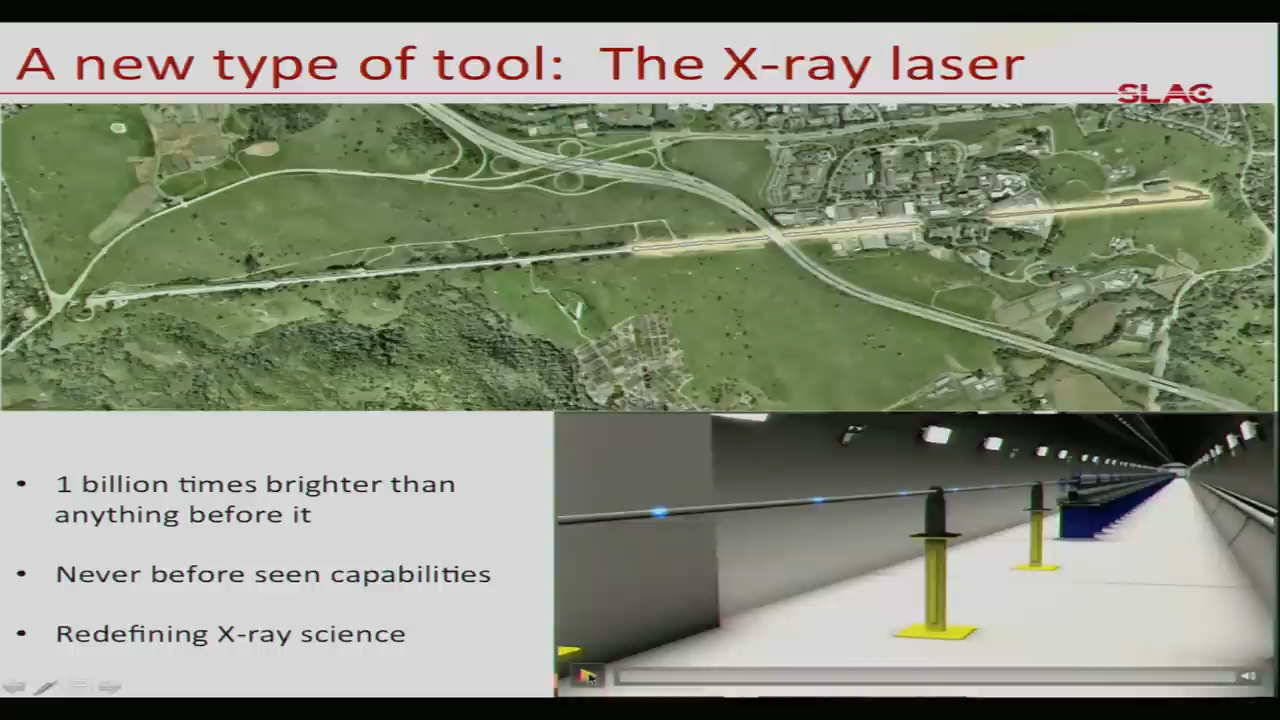 A new type of tool: The X-ray laser
SLAC
• 1 billion times brighter than
anything before it
• Never before seen capabilities
• Redefining X-ray science